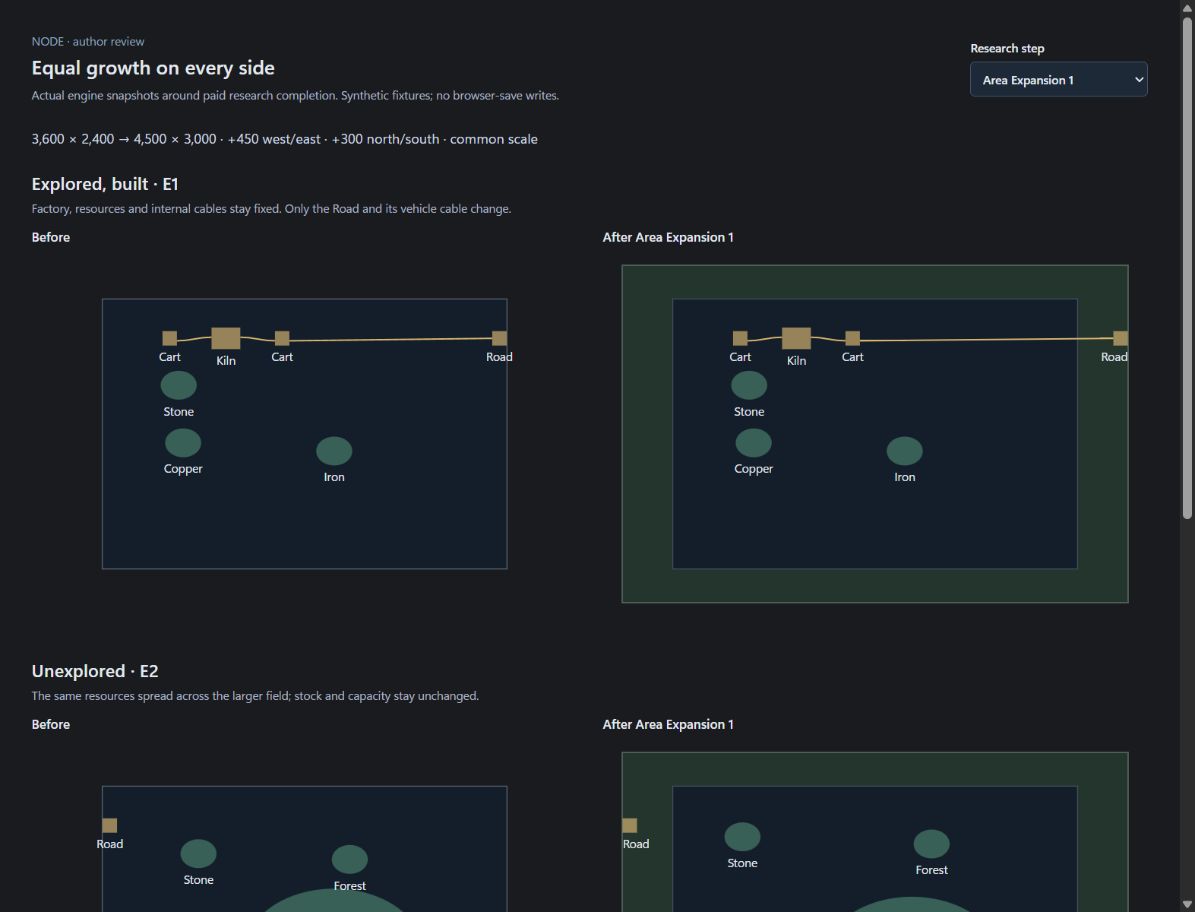 NODE · author review
Equal growth on every side
Actual engine snapshots around paid research completion. Synthetic fixtures; no browser-save writes.
Research step
Area Expansion 1
3,600 × 2,400 → 4,500 × 3,000 · +450 west/east · +300 north/south · common scale
Explored, built · E1
Factory, resources and internal cables stay fixed. Only the Road and its vehicle cable change.
Before
Cart
Kiln
Cart
Road
Stone
Copper
Iron
After Area Expansion 1
Cart
Kiln
Cart
Road
Stone
Copper
Iron
Unexplored · E2
The same resources spread across the larger field; stock and capacity stay unchanged.
Before
Road
Stone
Forest
After Area Expansion 1
Road
Stone
Forest